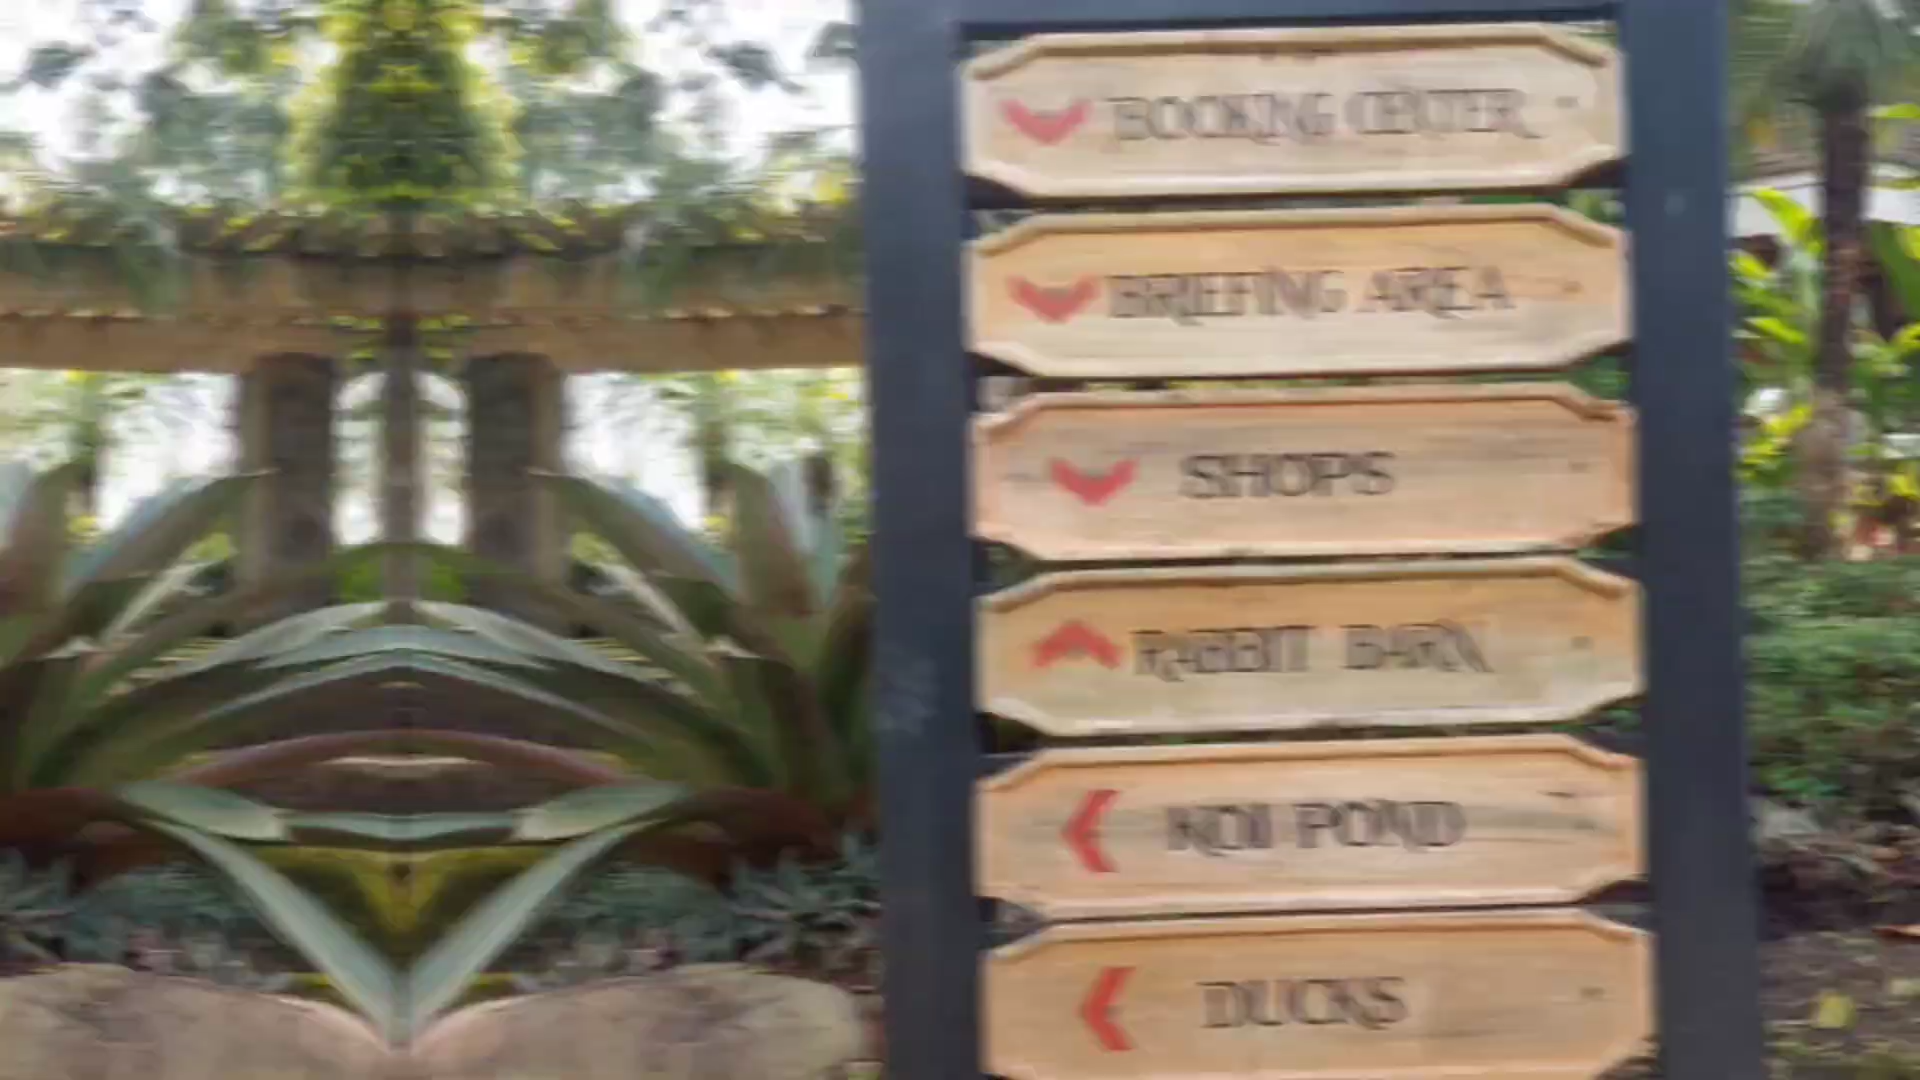 BOOKING CENTER
BRIEFING AREA
SHOPS
RABBIT BARN
KOI POND
DUCKS